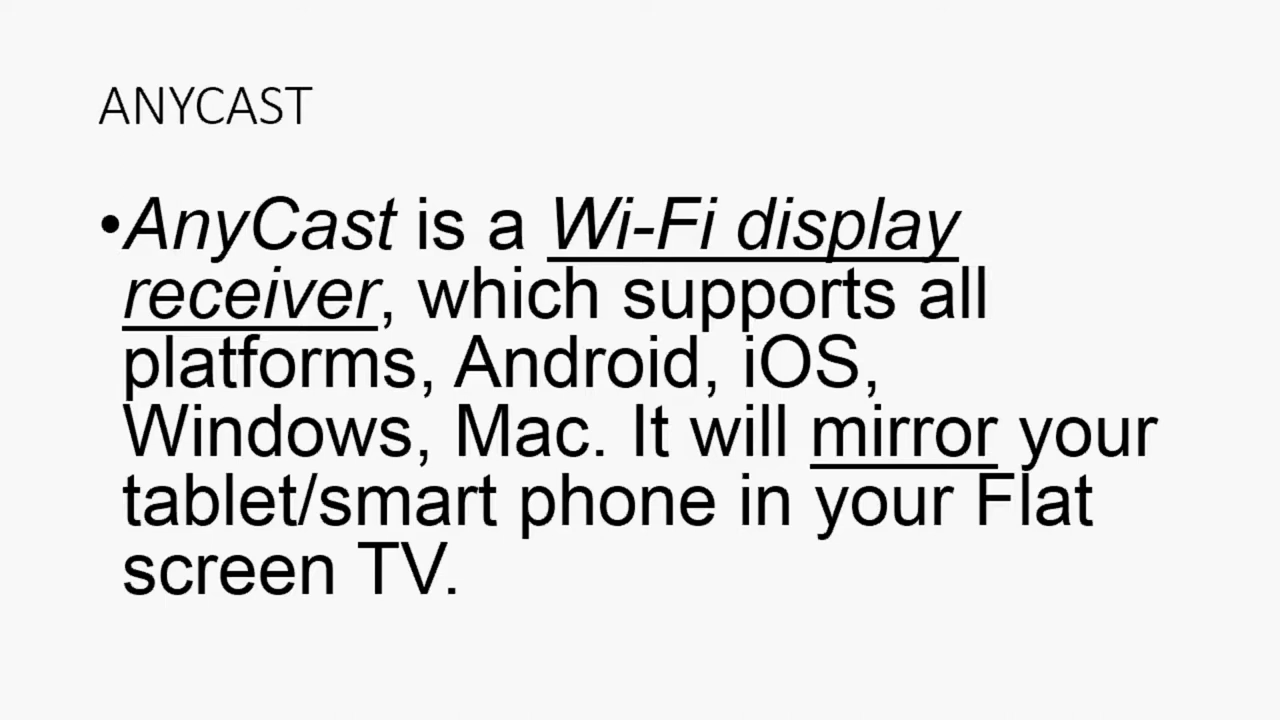 ANYCAST
•AnyCast is a Wi-Fi display
receiver, which supports all
platforms, Android, iOS,
Windows, Mac. It will mirror your
tablet/smart phone in your Flat
screen TV.